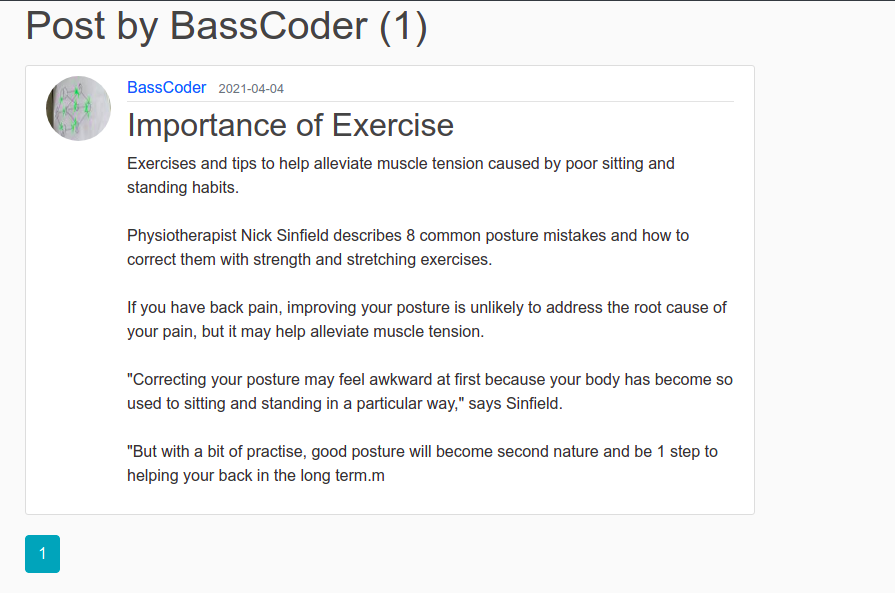 Post by BassCoder (1)
BassCoder 2021-04-04
Importance of Exercise
Exercises and tips to help alleviate muscle tension caused by poor sitting and
standing habits.
Physiotherapist Nick Sinfield describes 8 common posture mistakes and how to
correct them with strength and stretching exercises.
If you have back pain, improving your posture is unlikely to address the root cause of
your pain, but it may help alleviate muscle tension.
"Correcting your posture may feel awkward at first because your body has become so
used to sitting and standing in a particular way," says Sinfield.
"But with a bit of practise, good posture will become second nature and be 1 step to
helping your back in the long term.m
1